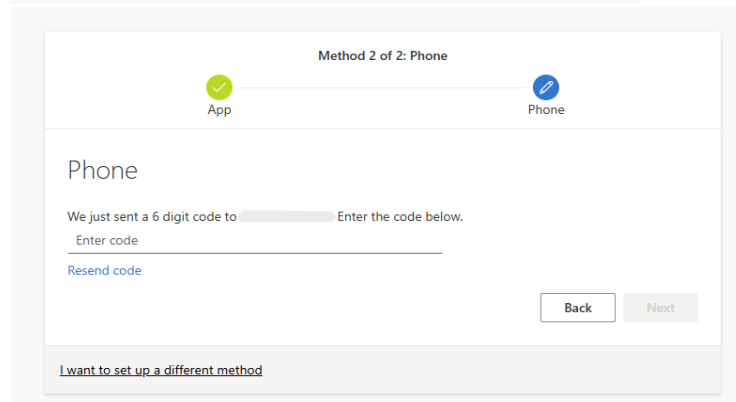 Method 2 of 2: Phone
App
Phone
Phone
We just sent a 6 digit code to Enter the code below.
Enter code
Resend code
Back
Next
I want to set up a different method